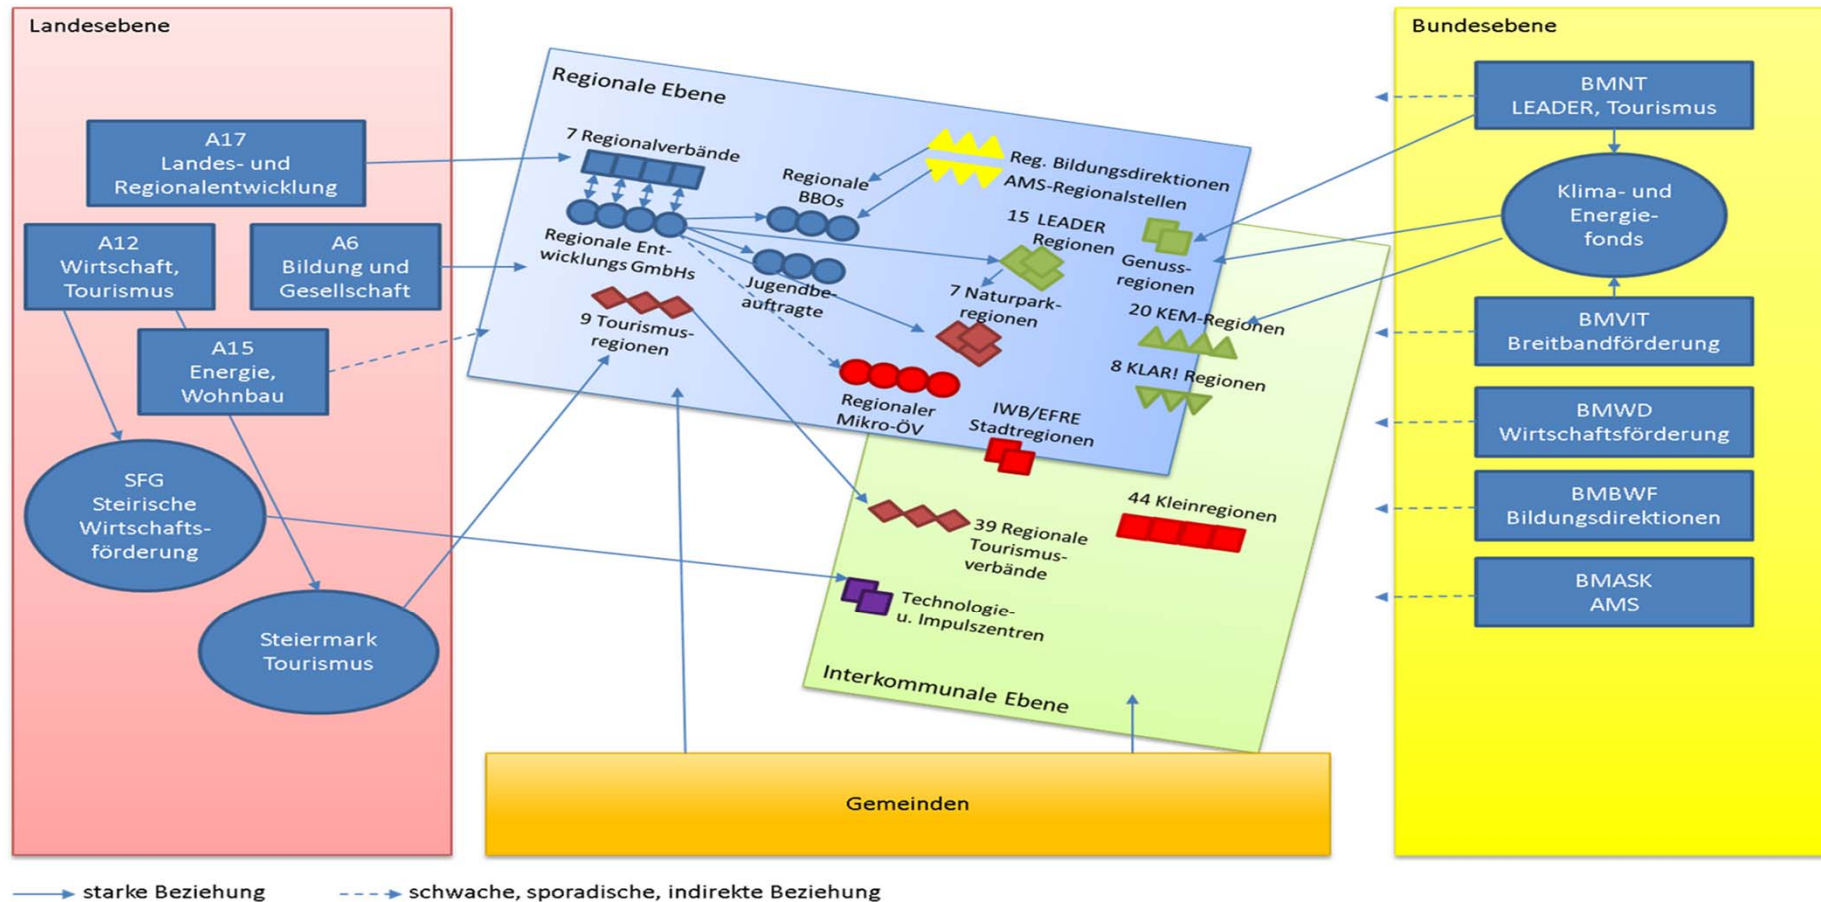 Landesebene
A17
Landes- und
Regionalentwicklung
A12
Wirtschaft,
Tourismus
A6
Bildung und
Gesellschaft
A15
Energie,
Wohnbau
SFG
Steirische
Wirtschafts-
förderung
Steiermark
Tourismus
Regionale Ebene
7 Regionalverbände
Regionale Ent-
wicklungs GmbHs
9 Tourismus-
regionen
Regionale
BBOs
Jugendbe-
auftragte
Regionaler
Mikro-ÖV
Reg. Bildungsdirektionen
AMS-Regionalstellen
15 LEADER
Regionen
Genuss-
regionen
7 Naturpark-
regionen
20 KEM-Regionen
8 KLAR! Regionen
IWB/EFRE
Stadtregionen
44 Kleinregionen
39 Regionale
Tourismus-
verbände
Technologie-
u. Impulszentren
Interkommunale Ebene
Gemeinden
Bundesebene
BMNT
LEADER, Tourismus
Klima- und
Energie-
fonds
BMVIT
Breitbandförderung
BMWD
Wirtschaftsförderung
BMBWF
Bildungsdirektionen
BMASK
AMS
starke Beziehung
schwache, sporadische, indirekte Beziehung